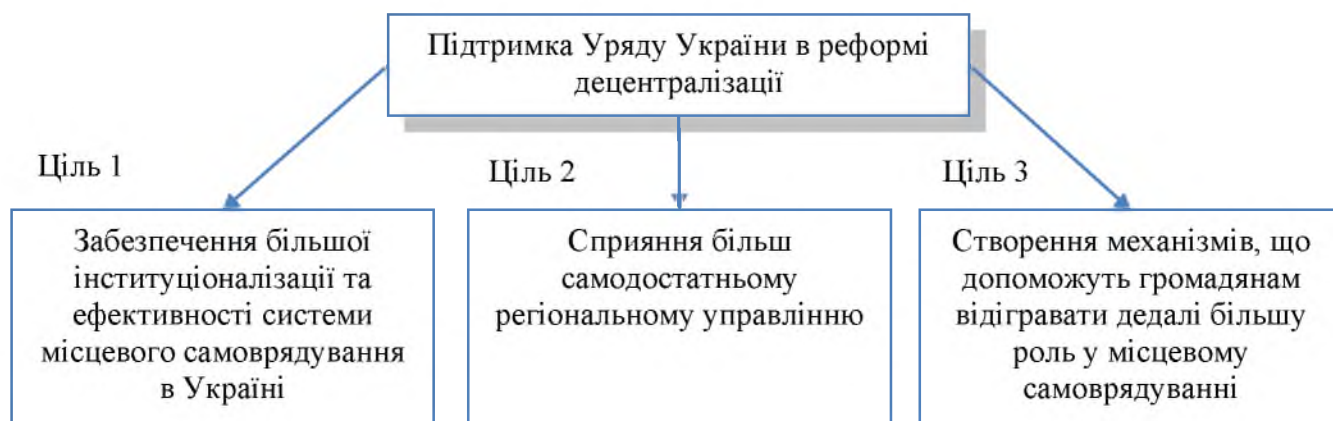 Підтримка Уряду України в реформі
децентралізації
Ціль 1
Ціль 2
Ціль 3
Забезпечення більшої
інституціоналізації та
ефективності системи
місцевого самоврядування
в Україні
Сприяння більш
самодостатньому
регіональному управлінню
Створення механізмів, що
допоможуть громадянам
відігравати дедалі більшу
роль у місцевому
самоврядуванні